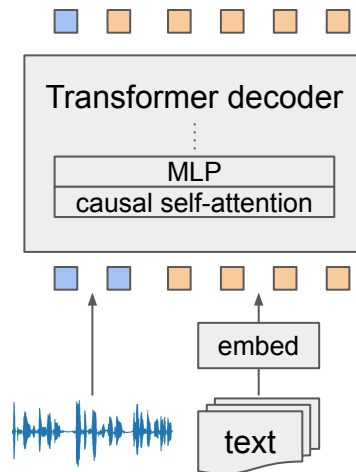 Transformer decoder
MLP
causal self-attention
embed
text